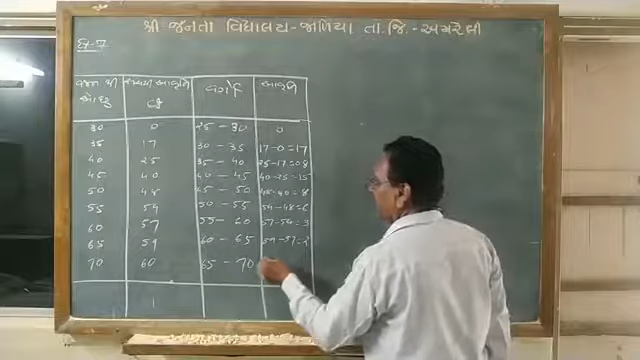 શ્રી જનતા વિદ્યાલય-જાળિયા તા.જિ.-અમરેલી
વજન થી સંચયી આવૃત્તિ વર્ગ આવૃત્તિ
ઓછું cf
30 0 25 - 30 0
35 17 30 - 35 17-0=17
40 25 35 - 40 25-17=08
45 40 40 - 45 40-25=15
50 48 45 - 50 48-40=8
55 54 50 - 55 54-48=6
60 57 55 - 60 57-54=3
65 59 60 - 65 59-57=2
70 60 65 - 70